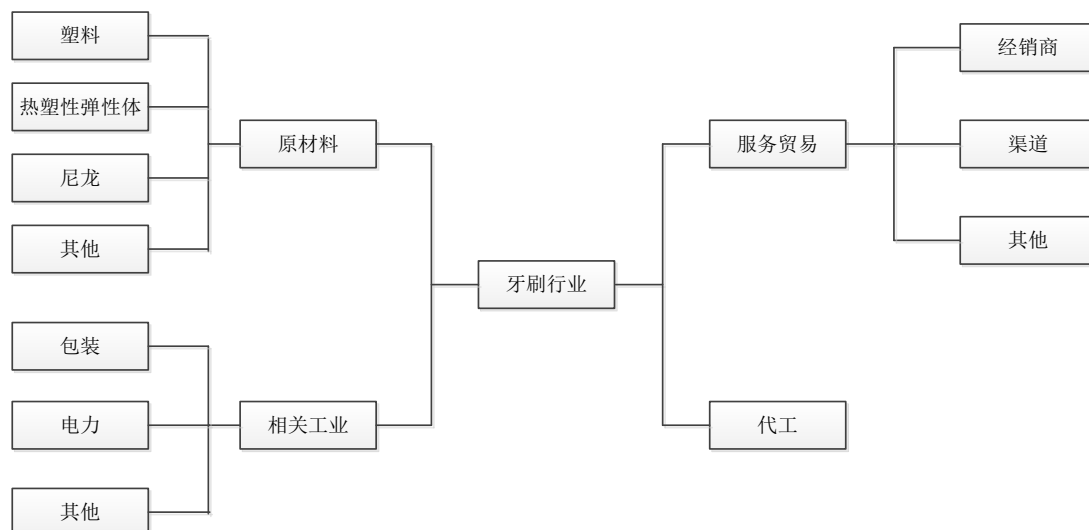 塑料
热塑性弹性体
尼龙
其他
原材料
包装
电力
其他
相关工业
牙刷行业
服务贸易
经销商
渠道
其他
代工